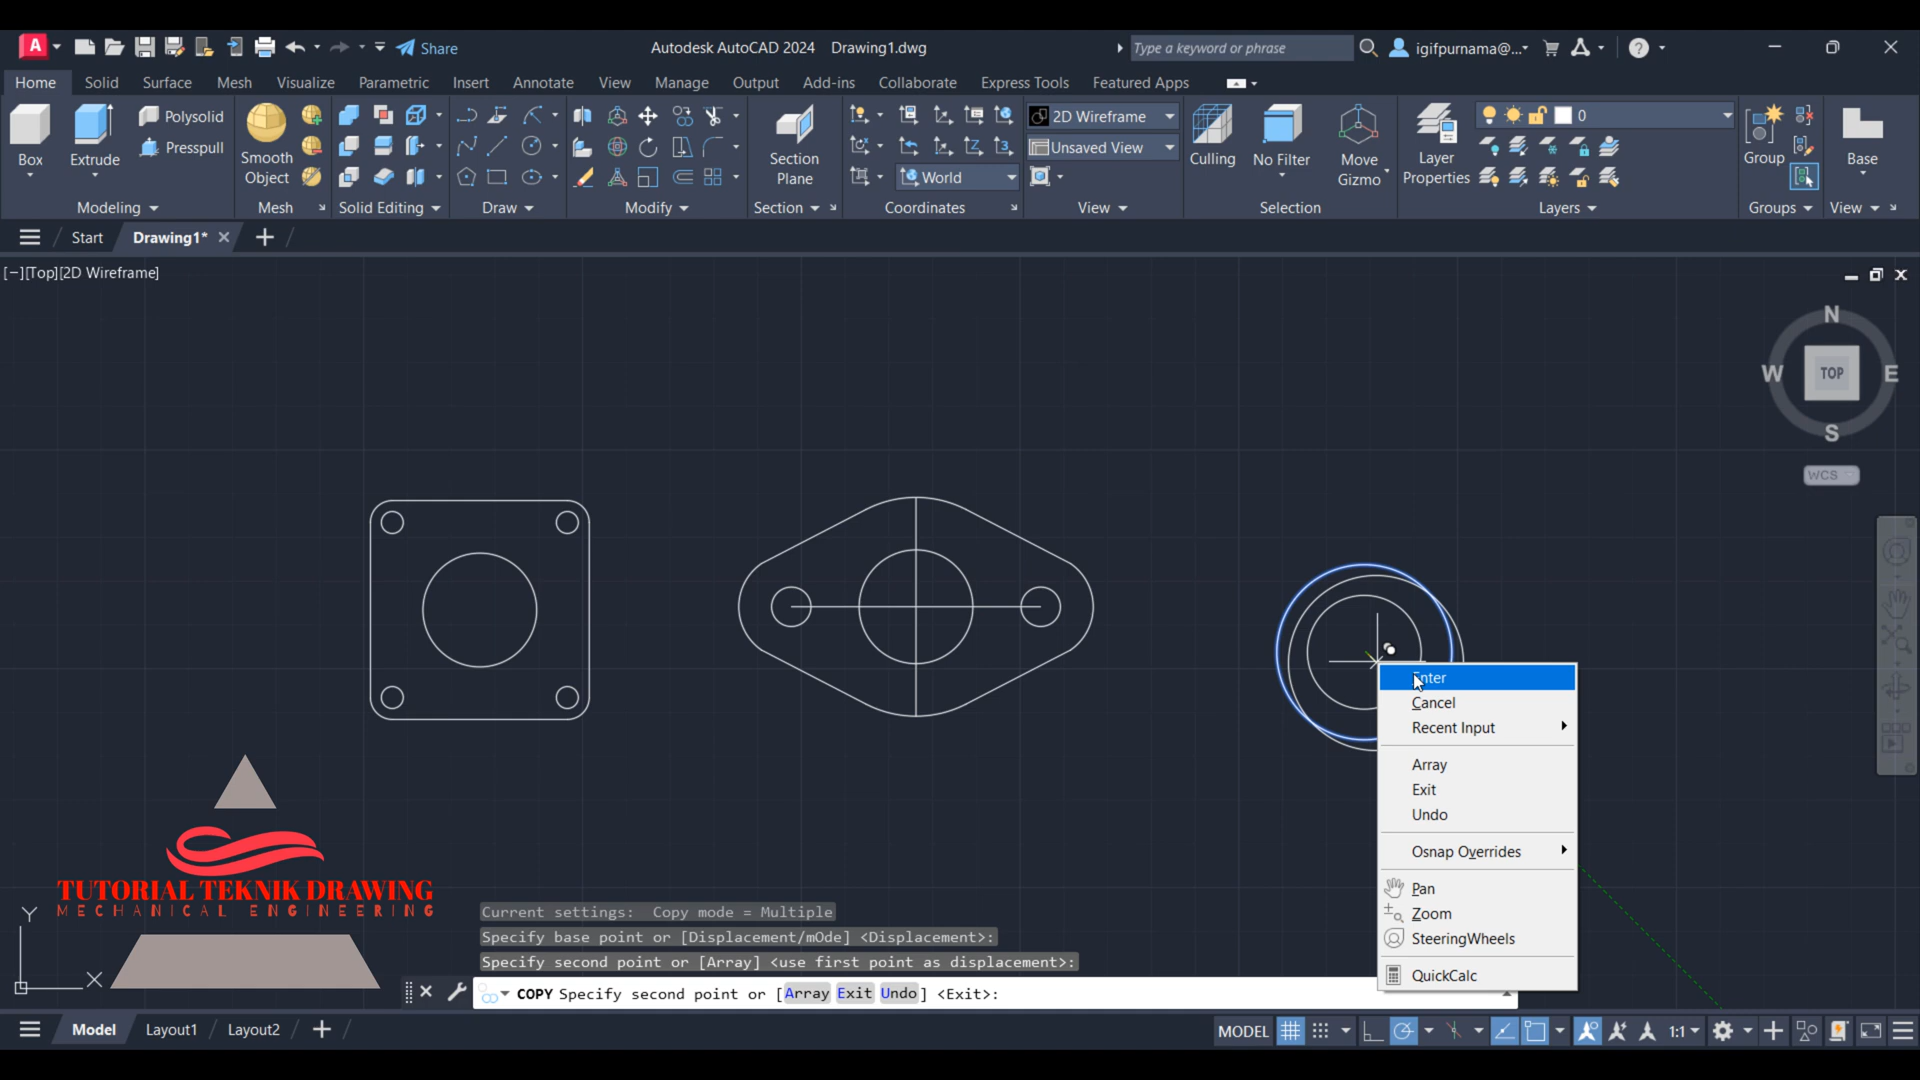 A Share Autodesk AutoCAD 2024 Drawing1.dwg Type a keyword or phrase igifpurnama@... ?
Home Solid Surface Mesh Visualize Parametric Insert Annotate View Manage Output Add-ins Collaborate Express Tools Featured Apps
Box Extrude Polysolid Presspull Smooth Object Section Plane World 2D Wireframe Unsaved View Culling No Filter Move Gizmo Layer Properties 0 Group Base
Modeling Mesh Solid Editing Draw Modify Section Coordinates View Selection Layers Groups View
Start Drawing1*
[−][Top][2D Wireframe]
N
W TOP E
S
WCS
Enter
Cancel
Recent Input
Array
Exit
Undo
Osnap Overrides
Pan
Zoom
SteeringWheels
QuickCalc
TUTORIAL TEKNIK DRAWING
MECHANICAL ENGINEERING
Y
X
Current settings: Copy mode = Multiple
Specify base point or [Displacement/mOde] <Displacement>:
Specify second point or [Array] <use first point as displacement>:
COPY Specify second point or [Array Exit Undo] <Exit>:
Model Layout1 Layout2 MODEL 1:1